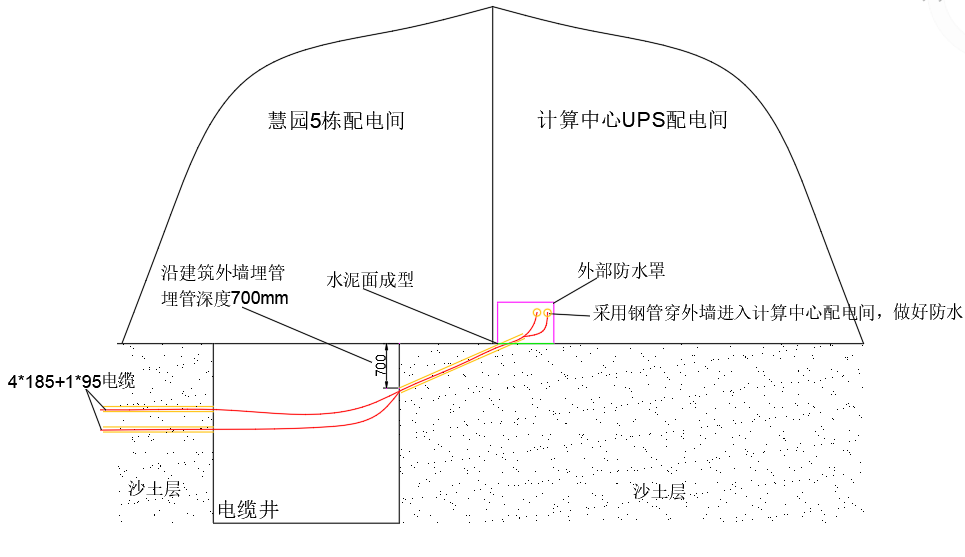 慧园5栋配电间
计算中心UPS配电间
沿建筑外墙埋管
埋管深度700mm
水泥面成型
外部防水罩
采用钢管穿外墙进入计算中心配电间，做好防水
700
4*185+1*95电缆
沙土层
电缆井
沙土层